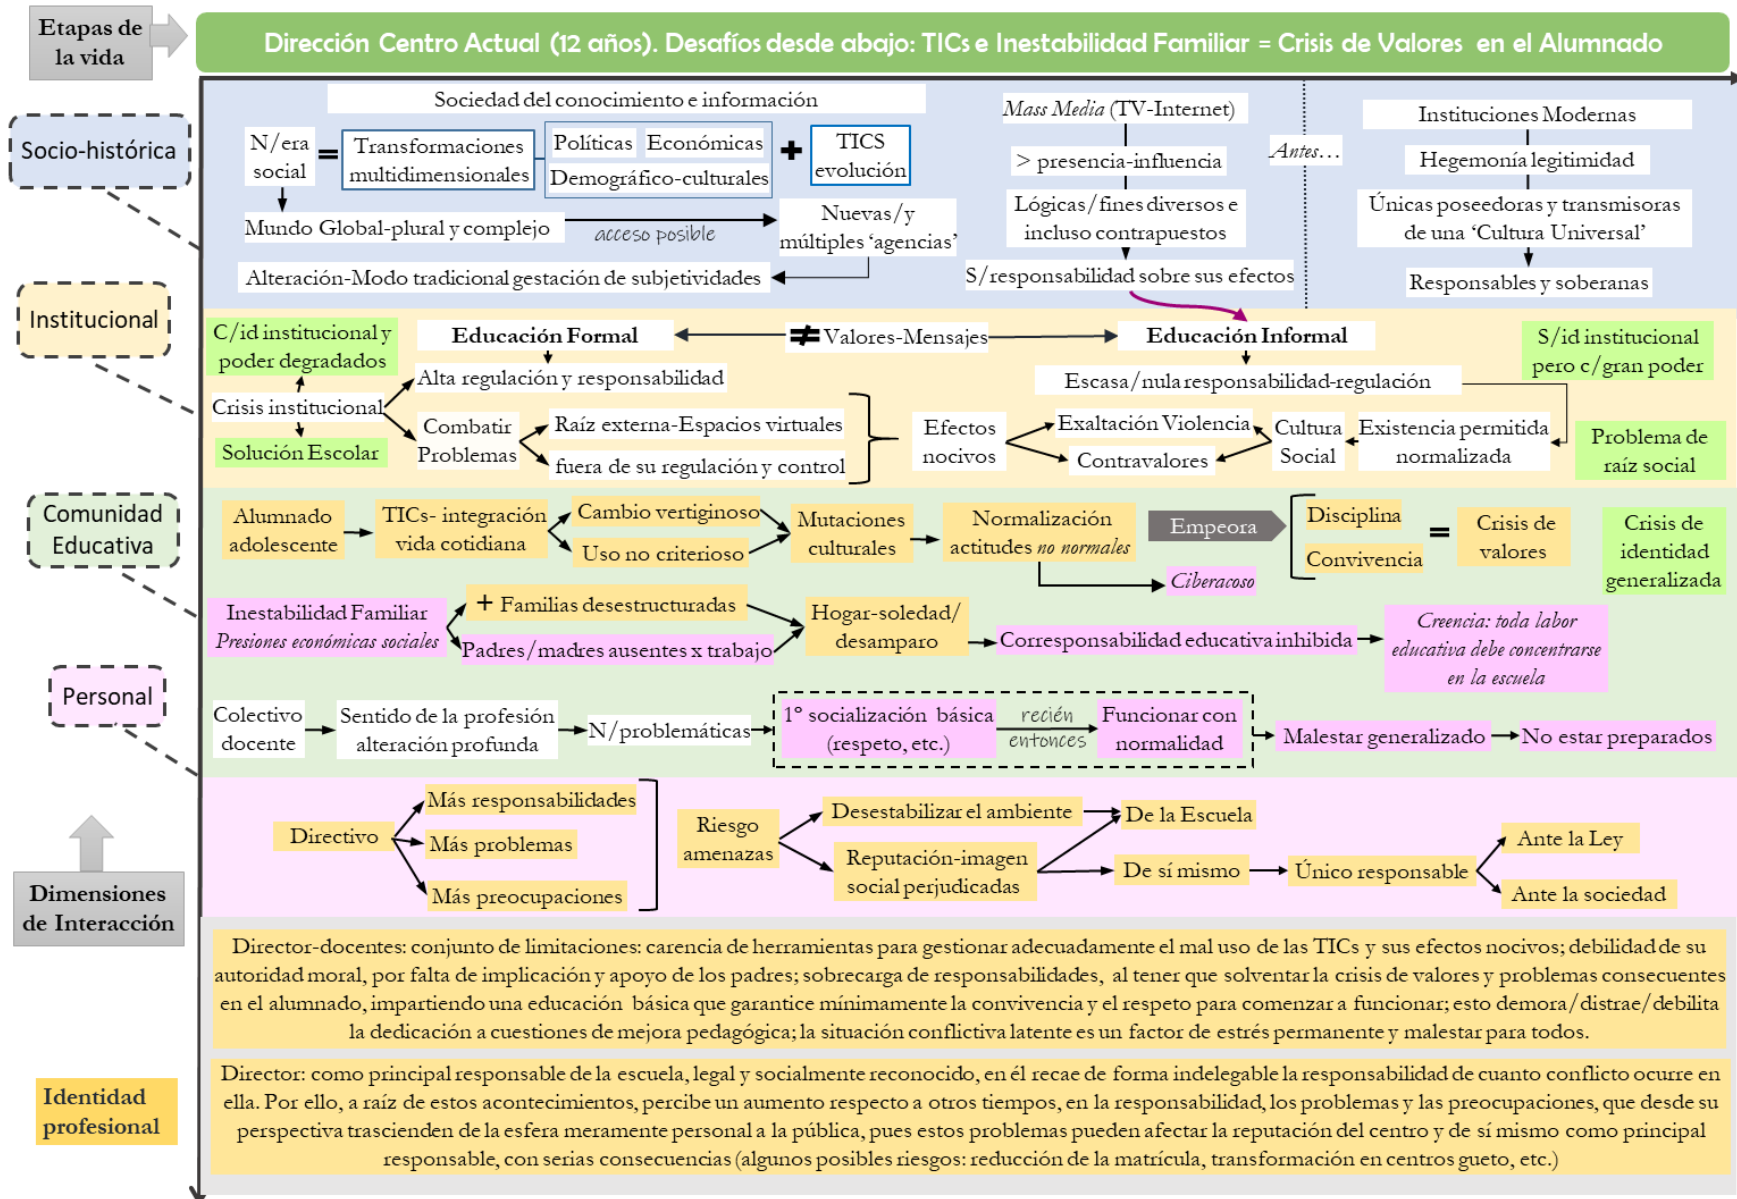 Etapas de
la vida
Dirección Centro Actual (12 años). Desafíos desde abajo: TICs e Inestabilidad Familiar = Crisis de Valores en el Alumnado
Socio-histórica
Sociedad del conocimiento e información
N/era
social
=
Transformaciones
multidimensionales
Políticas
Económicas
Demográfico-culturales
+
TICS
evolución
Mundo Global-plural y complejo
acceso posible
Nuevas/y
múltiples ‘agencias’
Alteración-Modo tradicional gestación de subjetividades
Mass Media (TV-Internet)
> presencia-influencia
Lógicas/fines diversos e
incluso contrapuestos
S/responsabilidad sobre sus efectos
Antes...
Instituciones Modernas
Hegemonía legitimidad
Únicas poseedoras y transmisoras
de una ‘Cultura Universal’
Responsables y soberanas
Institucional
C/id institucional y
poder degradados
Crisis institucional
Solución Escolar
Educación Formal
≠ Valores-Mensajes
Educación Informal
Alta regulación y responsabilidad
Combatir
Problemas
Raíz externa-Espacios virtuales
fuera de su regulación y control
Escasa/nula responsabilidad-regulación
Efectos
nocivos
Exaltación Violencia
Contravalores
Cultura
Social
Existencia permitida
normalizada
S/id institucional
pero c/gran poder
Problema de
raíz social
Comunidad
Educativa
Alumnado
adolescente
TICs- integración
vida cotidiana
Cambio vertiginoso
Uso no criterioso
Mutaciones
culturales
Normalización
actitudes no normales
Ciberacoso
Empeora
Disciplina
Convivencia
=
Crisis de
valores
Crisis de
identidad
generalizada
Inestabilidad Familiar
Presiones económicas sociales
+ Familias desestructuradas
Padres/madres ausentes x trabajo
Hogar-soledad/
desamparo
Corresponsabilidad educativa inhibida
Creencia: toda labor
educativa debe concentrarse
en la escuela
Colectivo
docente
Sentido de la profesión
alteración profunda
N/problemáticas
1º socialización básica
(respeto, etc.)
recién
entonces
Funcionar con
normalidad
Malestar generalizado
No estar preparados
Personal
Directivo
Más responsabilidades
Más problemas
Más preocupaciones
Riesgo
amenazas
Desestabilizar el ambiente
Reputación-imagen
social perjudicadas
De la Escuela
De sí mismo
Único responsable
Ante la Ley
Ante la sociedad
Dimensiones
de Interacción
Director-docentes: conjunto de limitaciones: carencia de herramientas para gestionar adecuadamente el mal uso de las TICs y sus efectos nocivos; debilidad de su
autoridad moral, por falta de implicación y apoyo de los padres; sobrecarga de responsabilidades, al tener que solventar la crisis de valores y problemas consecuentes
en el alumnado, impartiendo una educación básica que garantice mínimamente la convivencia y el respeto para comenzar a funcionar; esto demora/distrae/debilita
la dedicación a cuestiones de mejora pedagógica; la situación conflictiva latente es un factor de estrés permanente y malestar para todos.
Identidad
profesional
Director: como principal responsable de la escuela, legal y socialmente reconocido, en él recae de forma indelegable la responsabilidad de cuanto conflicto ocurre en
ella. Por ello, a raíz de estos acontecimientos, percibe un aumento respecto a otros tiempos, en la responsabilidad, los problemas y las preocupaciones, que desde su
perspectiva trascienden de la esfera meramente personal a la pública, pues estos problemas pueden afectar la reputación del centro y de sí mismo como principal
responsable, con serias consecuencias (algunos posibles riesgos: reducción de la matrícula, transformación en centros gueto, etc.)